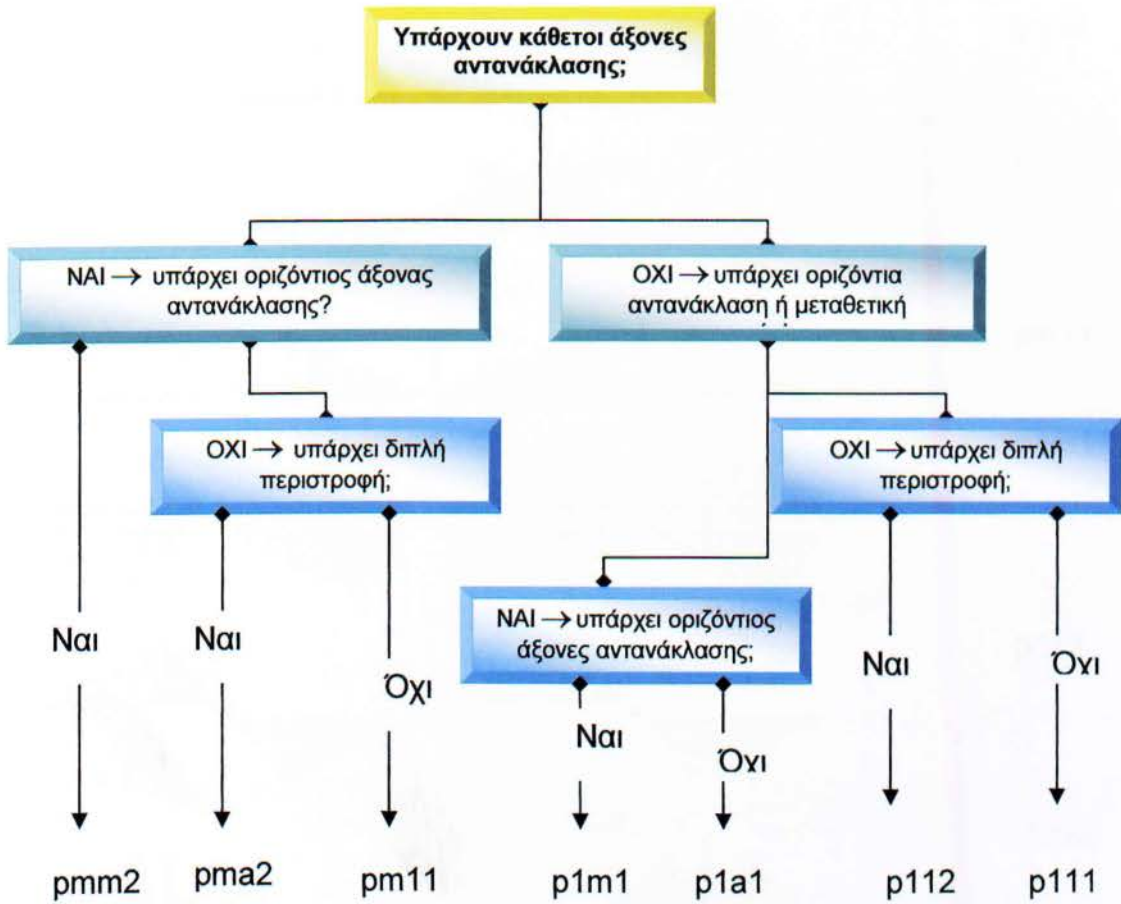 Υπάρχουν κάθετοι άξονες
αντανάκλασης;
ΝΑΙ → υπάρχει οριζόντιος άξονας
αντανάκλασης?
ΟΧΙ → υπάρχει οριζόντια
αντανάκλαση ή μεταθετική
ΟΧΙ → υπάρχει διπλή
περιστροφή;
ΟΧΙ → υπάρχει διπλή
περιστροφή;
ΝΑΙ → υπάρχει οριζόντιος
άξονες αντανάκλασης;
Ναι
Ναι
Όχι
Ναι
Όχι
Ναι
Όχι
pmm2
pma2
pm11
p1m1
p1a1
p112
p111